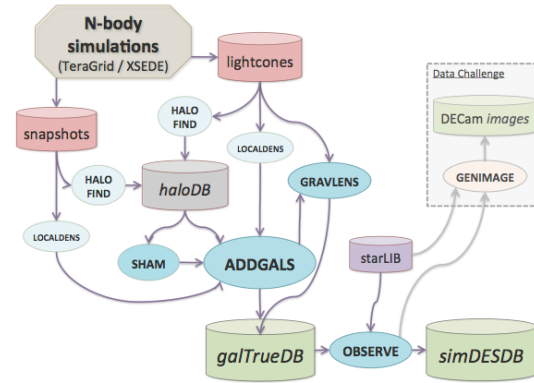 N-body
simulations
(TeraGrid / XSEDE)
lightcones
Data Challenge
DECam images
snapshots
HALO
FIND
LOCALDENS
HALO
FIND
haloDB
GRAVLENS
GENIMAGE
LOCALDENS
SHAM
ADDGALS
starLIB
galTrueDB
OBSERVE
simDESDB